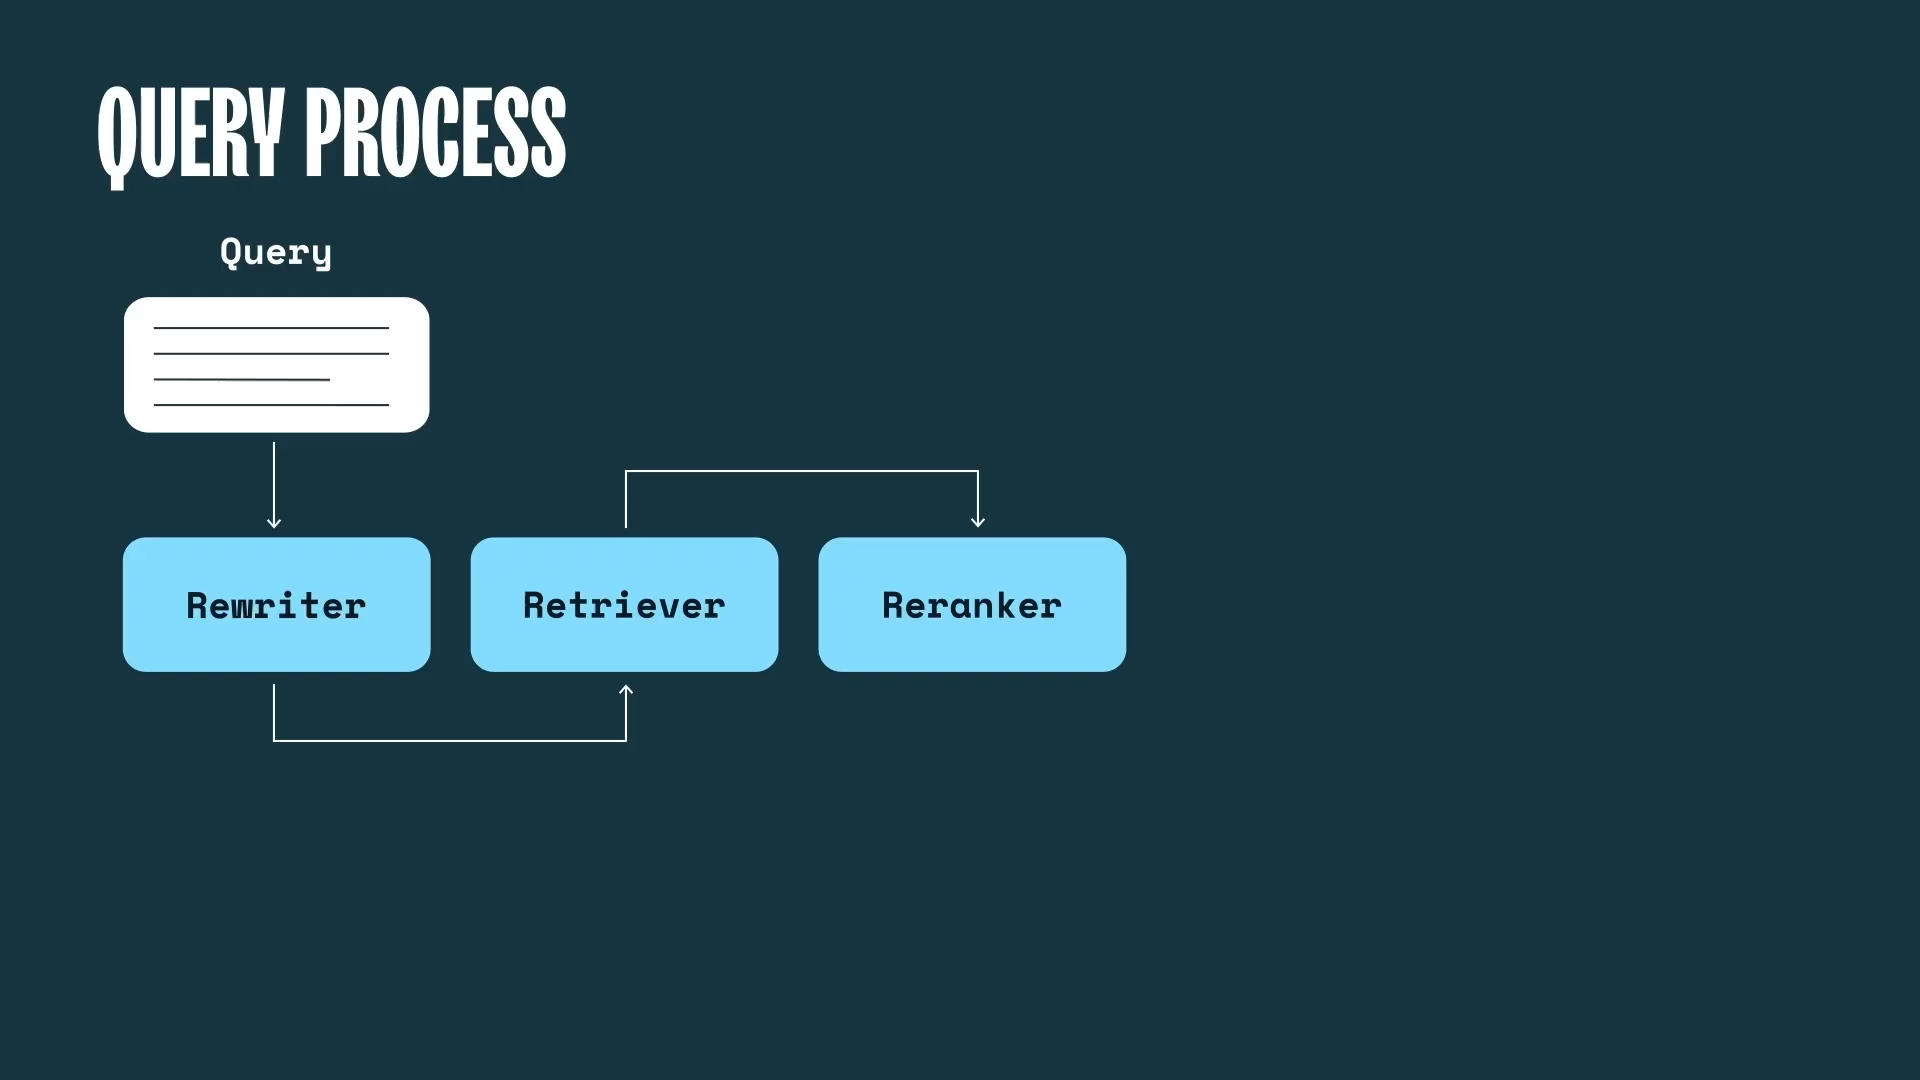 QUERY PROCESS
Query
Rewriter
Retriever
Reranker